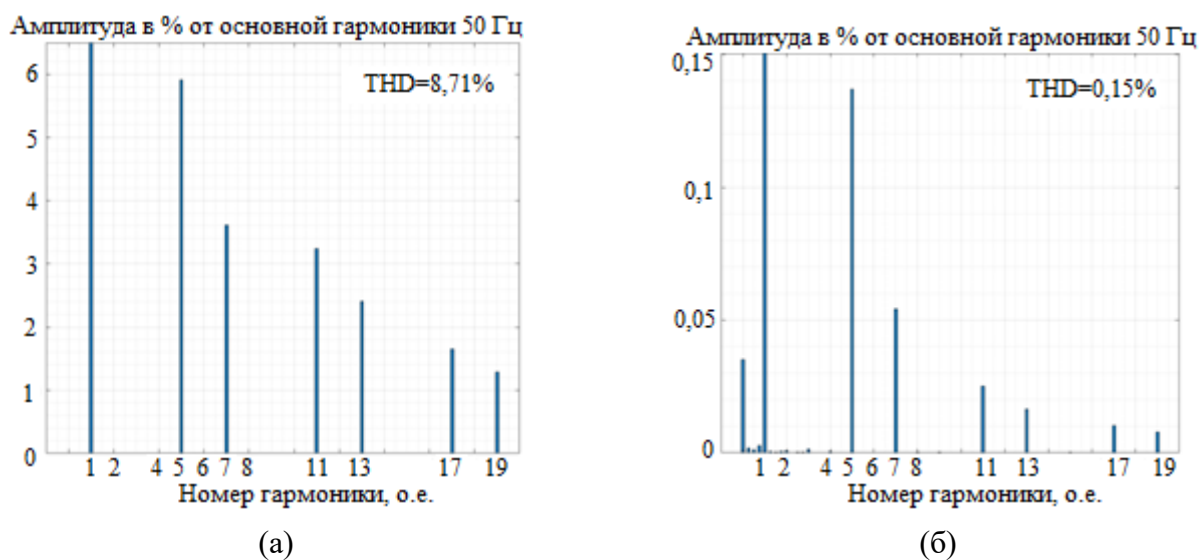 Амплитуда в % от основной гармоники 50 Гц
6
5
4
3
2
1
0
THD=8,71%
1 2 4 5 6 7 8 11 13 17 19
Номер гармоники, о.е.
(а)
Амплитуда в % от основной гармоники 50 Гц
0,15
0,1
0,05
0
THD=0,15%
1 2 4 5 6 7 8 11 13 17 19
Номер гармоники, о.е.
(б)